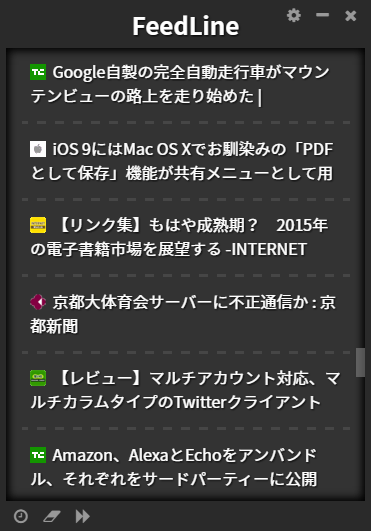 FeedLine
Google自製の完全自動走行車がマウン
テンビューの路上を走り始めた |
iOS 9にはMac OS Xでお馴染みの「PDF
として保存」機能が共有メニューとして用
【リンク集】もはや成熟期？　2015年
の電子書籍市場を展望する -INTERNET
京都大体育会サーバーに不正通信か : 京
都新聞
【レビュー】マルチアカウント対応、マ
ルチカラムタイプのTwitterクライアント
Amazon、AlexaとEchoをアンバンド
ル、それぞれをサードパーティーに公開